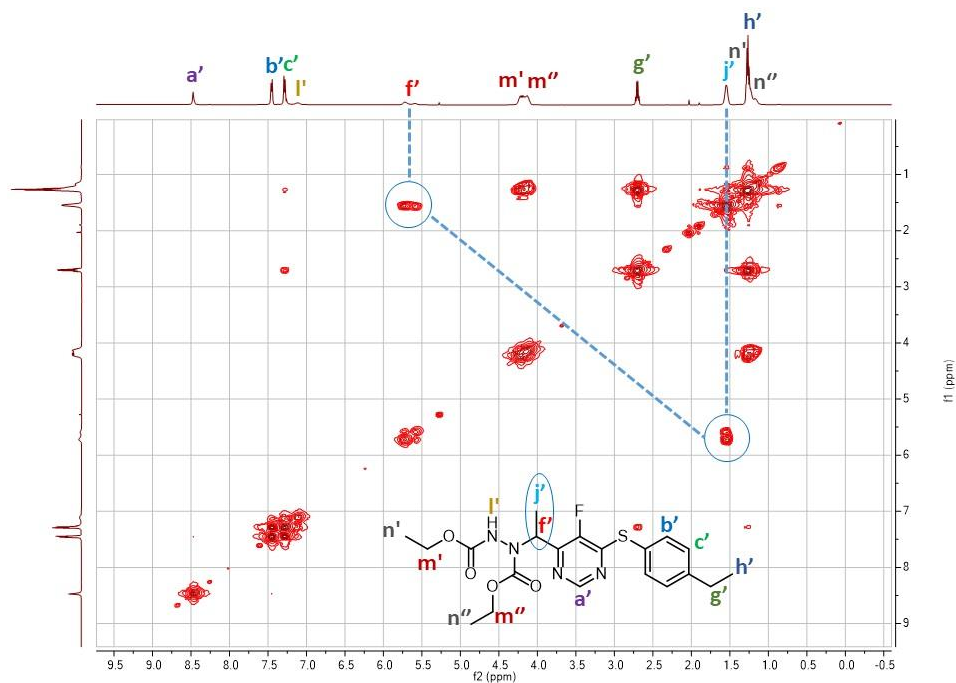 h’
n'
a’
b’
c’
l'
f’
m'
m”
g’
j’
n”
1
2
3
4
5
6
7
8
9
f1 (ppm)
j’
l'
H
F
n'
O
N
f’
S
b’
c’
m'
O
N
h’
O
O
N
N
a’
g’
n”
m”
9.5 9.0 8.5 8.0 7.5 7.0 6.5 6.0 5.5 5.0 4.5 4.0 3.5 3.0 2.5 2.0 1.5 1.0 0.5 0.0 -0.5
f2 (ppm)